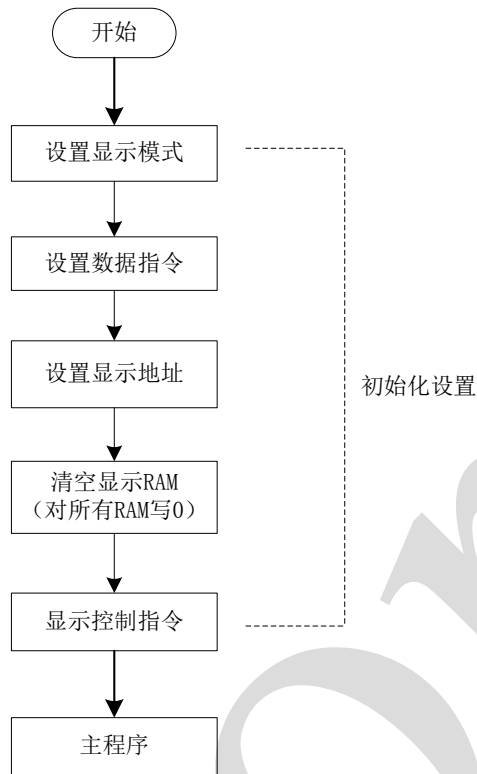 开始
设置显示模式
设置数据指令
设置显示地址
初始化设置
清空显示RAM
（对所有RAM写0）
显示控制指令
主程序